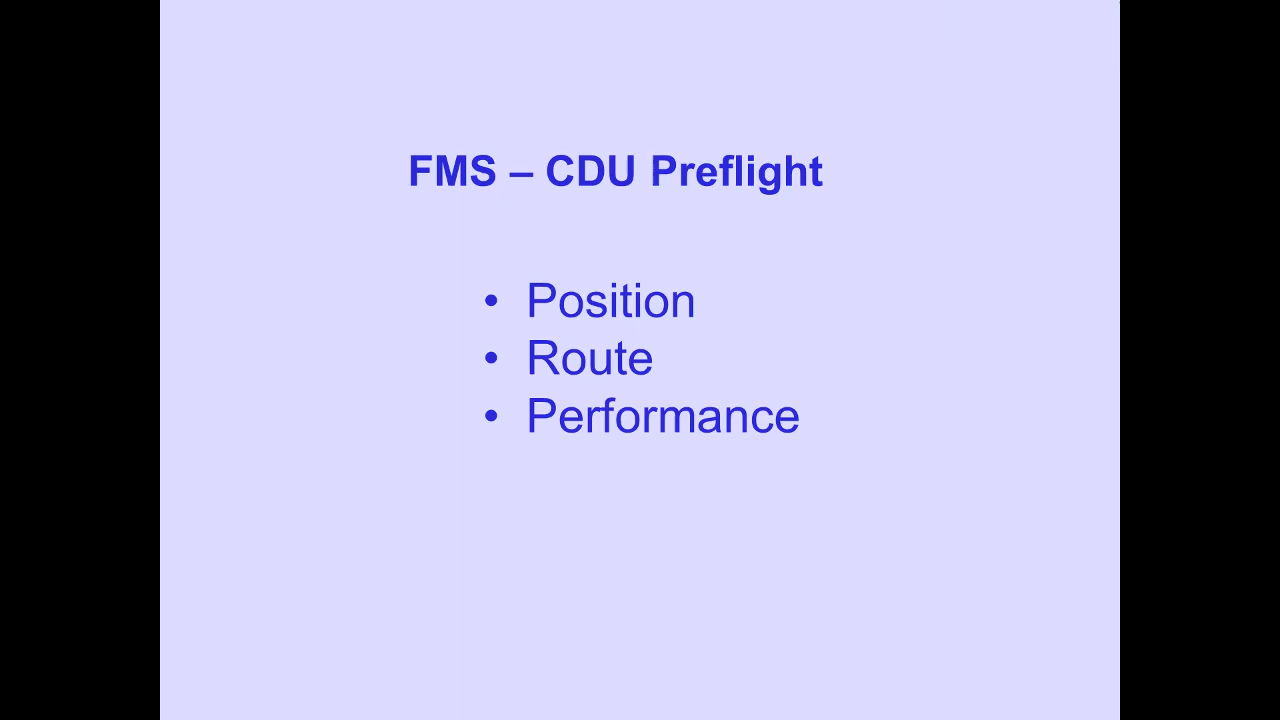 FMS – CDU Preflight
• Position
• Route
• Performance